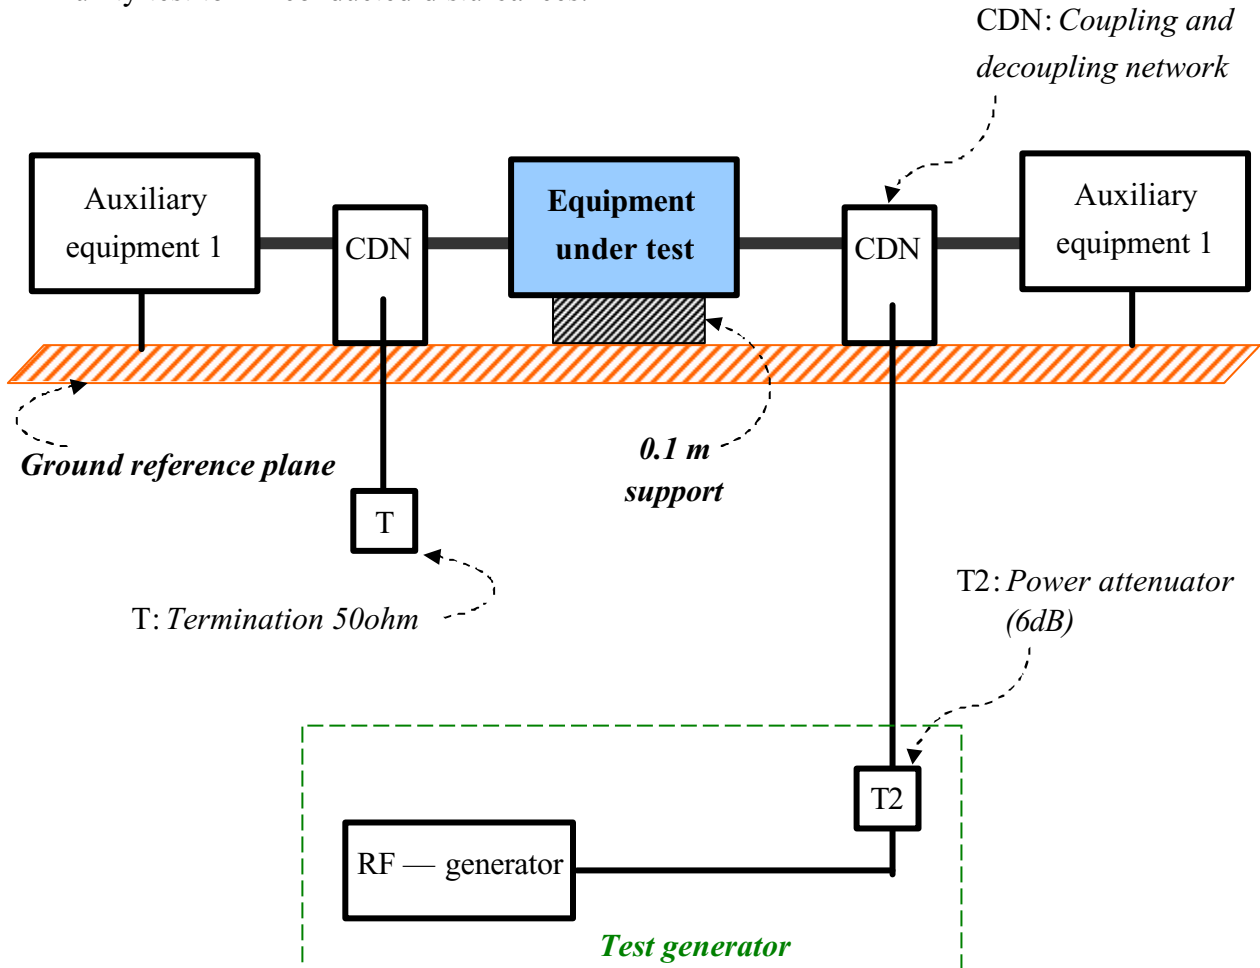 CDN: Coupling and
decoupling network
Auxiliary
equipment 1
CDN
Equipment
under test
CDN
Auxiliary
equipment 1
Ground reference plane
0.1 m
support
T
T: Termination 50ohm
T2: Power attenuator
(6dB)
T2
RF — generator
Test generator